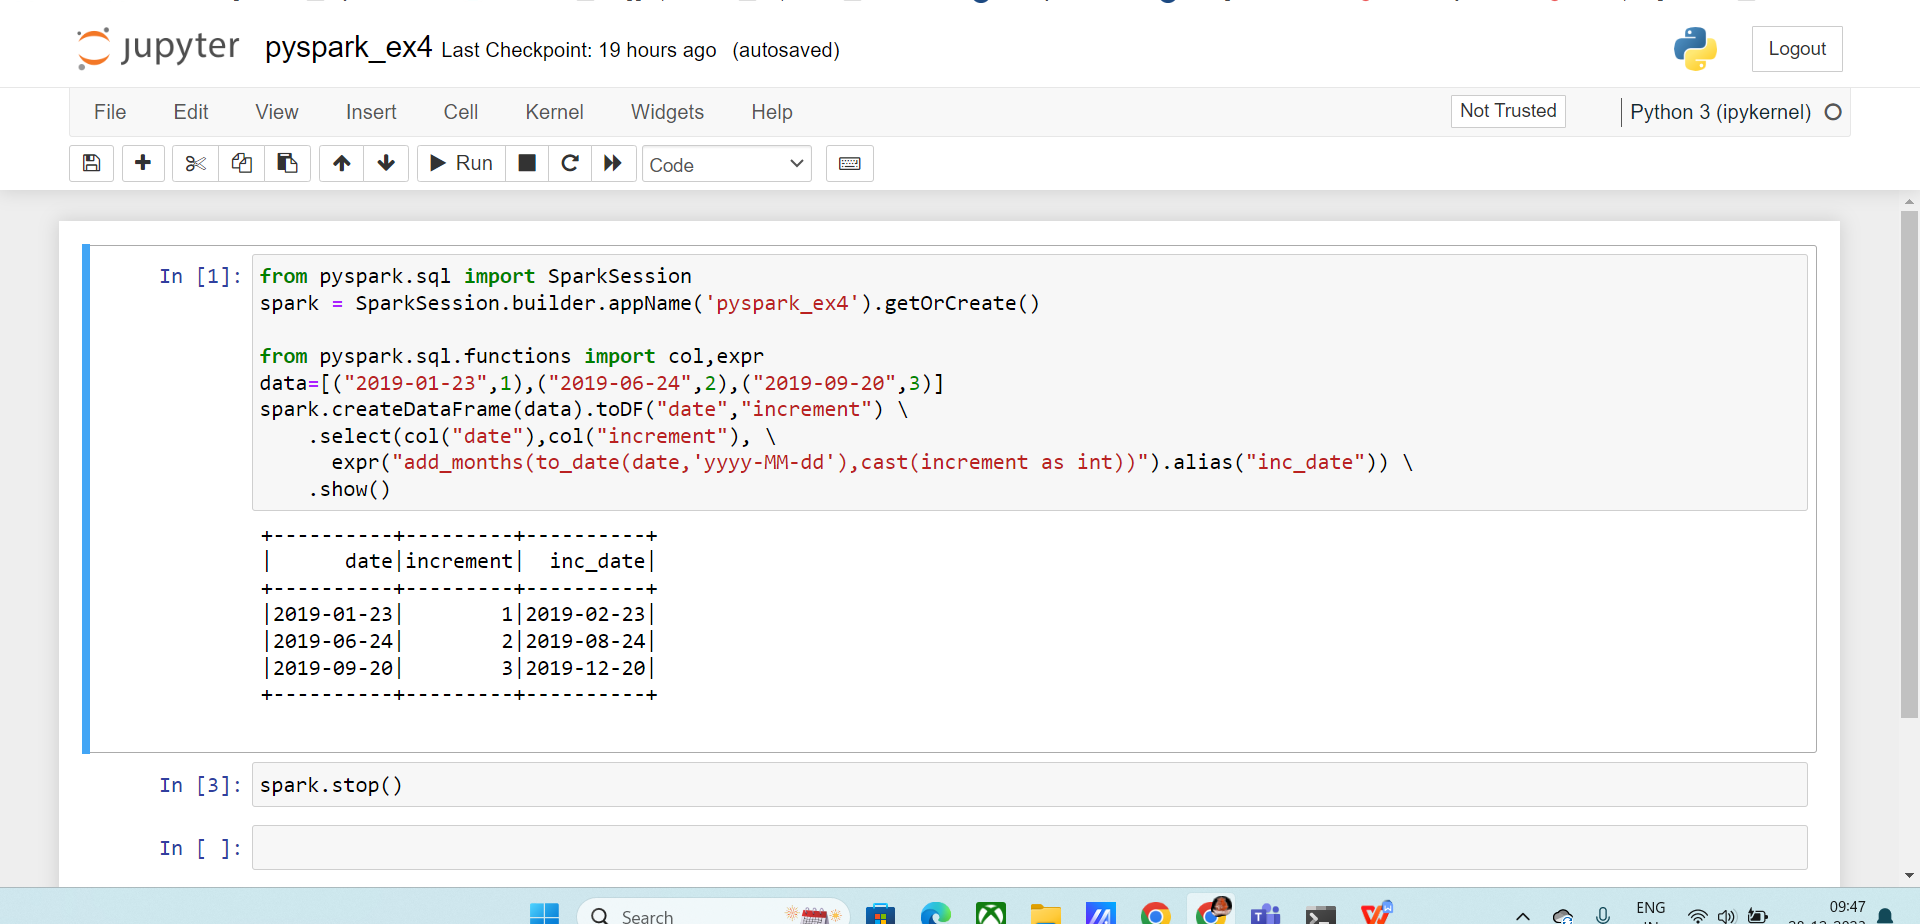 jupyter pyspark_ex4 Last Checkpoint: 19 hours ago (autosaved) Logout
File Edit View Insert Cell Kernel Widgets Help Not Trusted Python 3 (ipykernel)
Run Code
In [1]: from pyspark.sql import SparkSession
spark = SparkSession.builder.appName('pyspark_ex4').getOrCreate()
from pyspark.sql.functions import col,expr
data=[("2019-01-23",1),("2019-06-24",2),("2019-09-20",3)]
spark.createDataFrame(data).toDF("date","increment") \
    .select(col("date"),col("increment"), \
      expr("add_months(to_date(date,'yyyy-MM-dd'),cast(increment as int))").alias("inc_date")) \
    .show()
+----------+---------+----------+
|      date|increment|  inc_date|
+----------+---------+----------+
|2019-01-23|        1|2019-02-23|
|2019-06-24|        2|2019-08-24|
|2019-09-20|        3|2019-12-20|
+----------+---------+----------+
In [3]: spark.stop()
In [ ]:
Search ENG 09:47